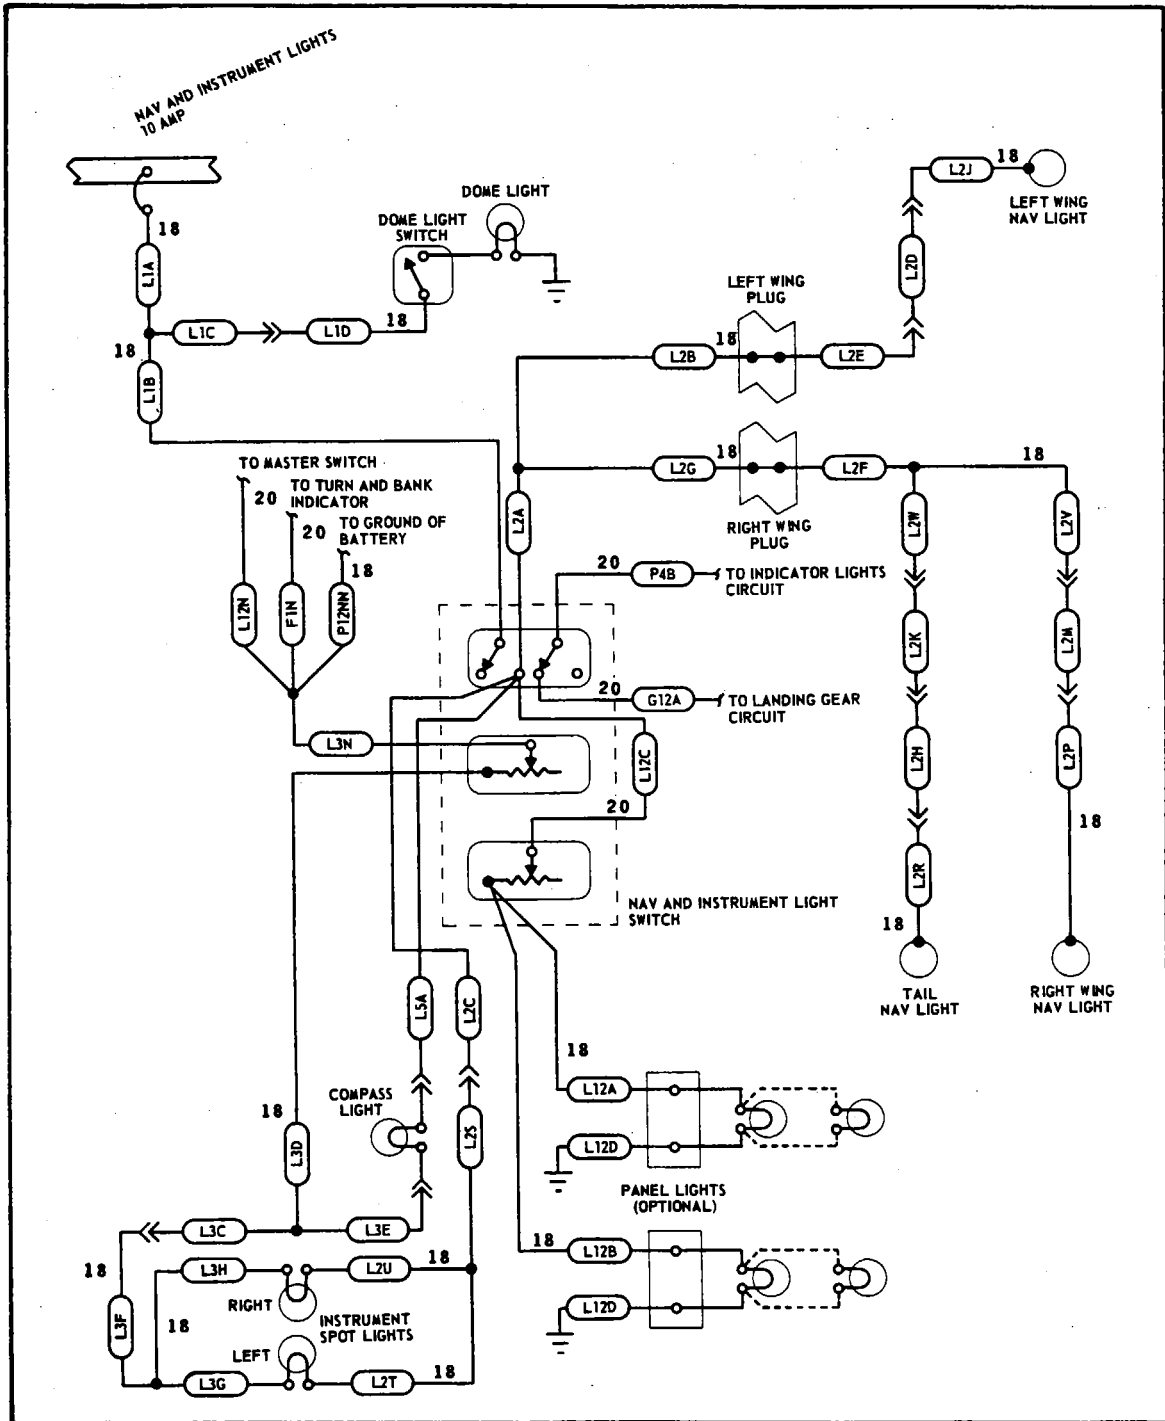 NAV AND INSTRUMENT LIGHTS
10 AMP
18
L1A
L1C
L1D
18
18
L1B
DOME LIGHT
SWITCH
DOME LIGHT
L2J
18
LEFT WING
NAV LIGHT
L2D
LEFT WING
PLUG
L2B
18
L2E
L2G
18
L2F
18
RIGHT WING
PLUG
L2A
L2W
L2V
TO MASTER SWITCH
20
TO TURN AND BANK
INDICATOR
20
TO GROUND OF
BATTERY
18
L12N
F1N
P12NN
20
P4B
TO INDICATOR LIGHTS
CIRCUIT
20
G12A
TO LANDING GEAR
CIRCUIT
L2K
L2M
L3N
L12C
20
L2H
L2P
18
L2R
18
NAV AND INSTRUMENT LIGHT
SWITCH
TAIL
NAV LIGHT
RIGHT WING
NAV LIGHT
L5A
L2C
18
L12A
L12D
COMPASS
LIGHT
18
L3D
L2S
PANEL LIGHTS
(OPTIONAL)
L3C
L3E
18
L12B
L12D
18
L3H
L2U
18
RIGHT
INSTRUMENT
SPOT LIGHTS
L3F
18
LEFT
L3G
L2T
18